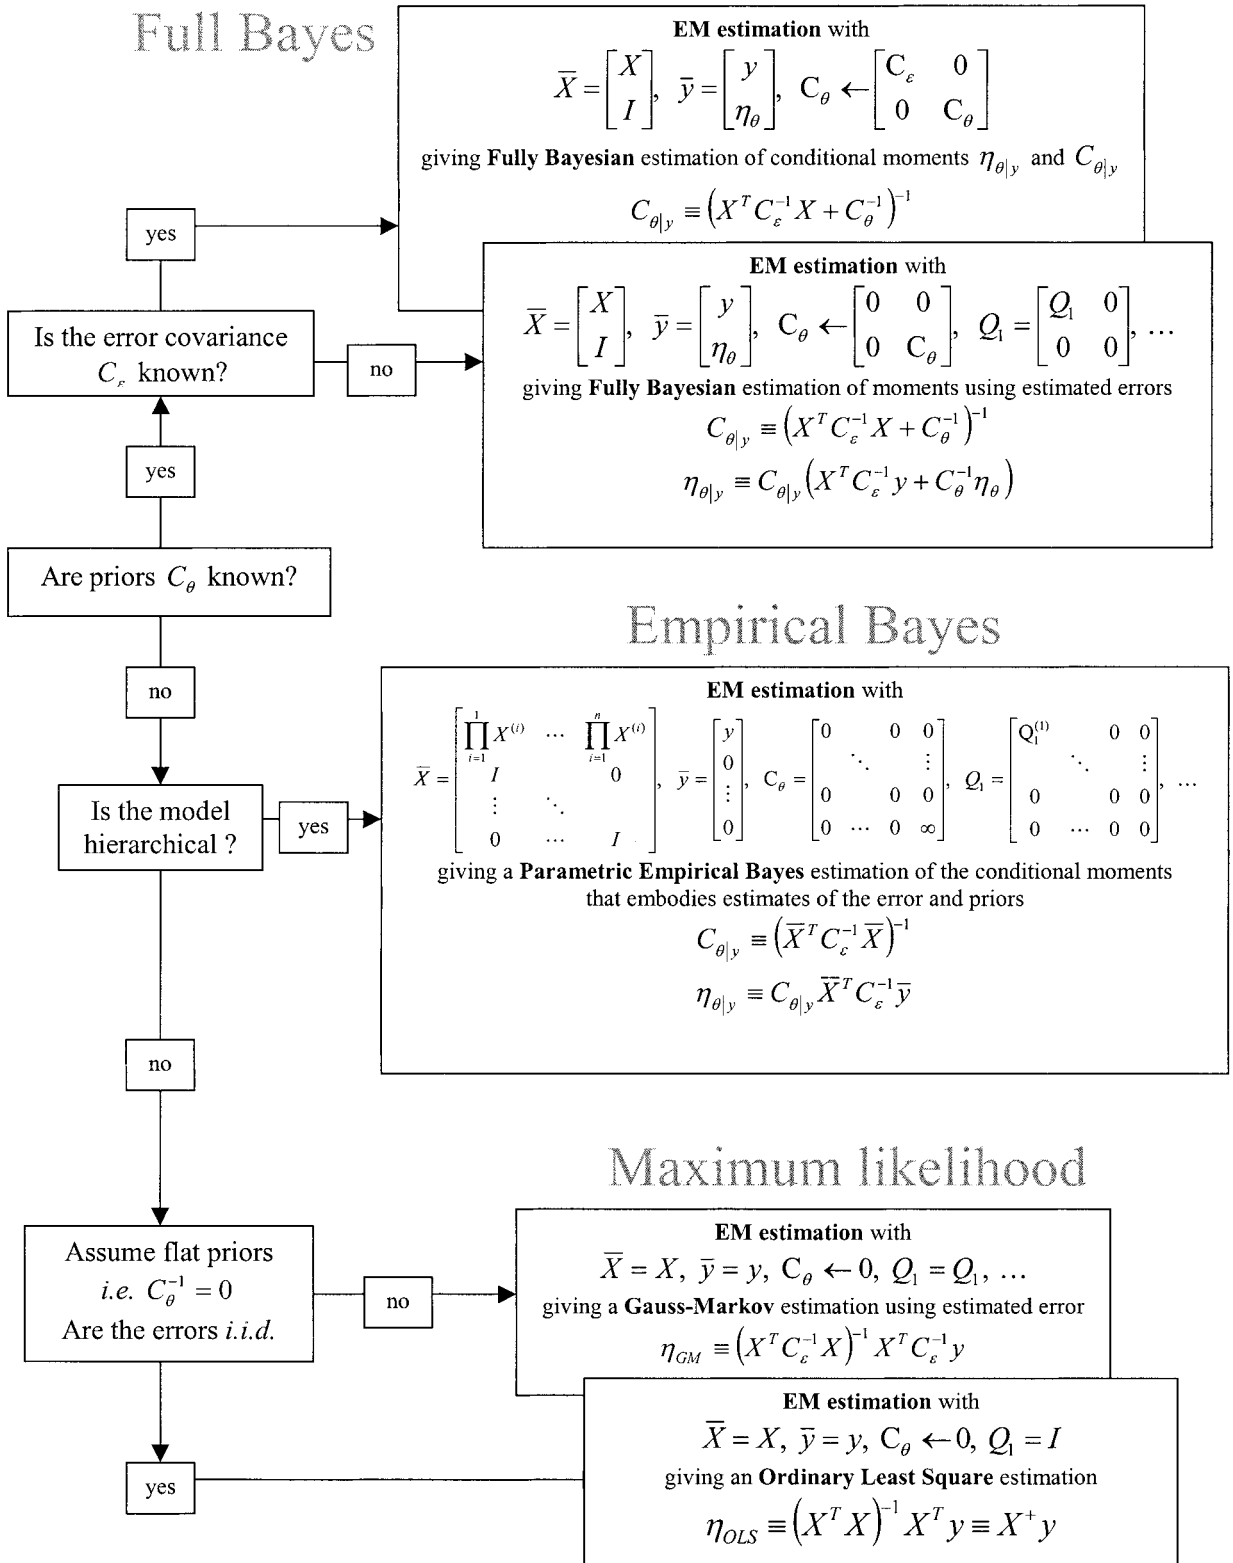 Full Bayes
EM estimation with
X̅ = [X; I], y̅ = [y; η_θ], C_θ ← [C_ε 0; 0 C_θ]
giving Fully Bayesian estimation of conditional moments η_θ|y and C_θ|y
C_θ|y ≡ (X^T C_ε^-1 X + C_θ^-1)^-1
yes
EM estimation with
X̅ = [X; I], y̅ = [y; η_θ], C_θ ← [0 0; 0 C_θ], Q_1 = [Q_1 0; 0 0], …
giving Fully Bayesian estimation of moments using estimated errors
C_θ|y ≡ (X^T C_ε^-1 X + C_θ^-1)^-1
η_θ|y ≡ C_θ|y (X^T C_ε^-1 y + C_θ^-1 η_θ)
Is the error covariance
C_ε known?
no
yes
Are priors C_θ known?
no
Empirical Bayes
EM estimation with
X̅ = [∏_{i=1}^{1} X^(i) ⋯ ∏_{i=1}^{n} X^(i); I 0; ⋮ ⋱; 0 ⋯ I], y̅ = [y; 0; ⋮; 0], C_θ = [0 0 0; ⋱ ⋮; 0 0 0; 0 ⋯ 0 ∞], Q_1 = [Q_1^(1) 0 0; ⋱ ⋮; 0 0 0; 0 ⋯ 0 0], …
giving a Parametric Empirical Bayes estimation of the conditional moments
that embodies estimates of the error and priors
C_θ|y ≡ (X̅^T C_ε^-1 X̅)^-1
η_θ|y ≡ C_θ|y X̅^T C_ε^-1 y̅
Is the model
hierarchical ?
yes
no
Maximum likelihood
EM estimation with
X̅ = X, y̅ = y, C_θ ← 0, Q_1 = Q_1, …
giving a Gauss-Markov estimation using estimated error
η_GM ≡ (X^T C_ε^-1 X)^-1 X^T C_ε^-1 y
Assume flat priors
i.e. C_θ^-1 = 0
Are the errors i.i.d.
no
EM estimation with
X̅ = X, y̅ = y, C_θ ← 0, Q_1 = I
giving an Ordinary Least Square estimation
η_OLS ≡ (X^T X)^-1 X^T y ≡ X^+ y
yes